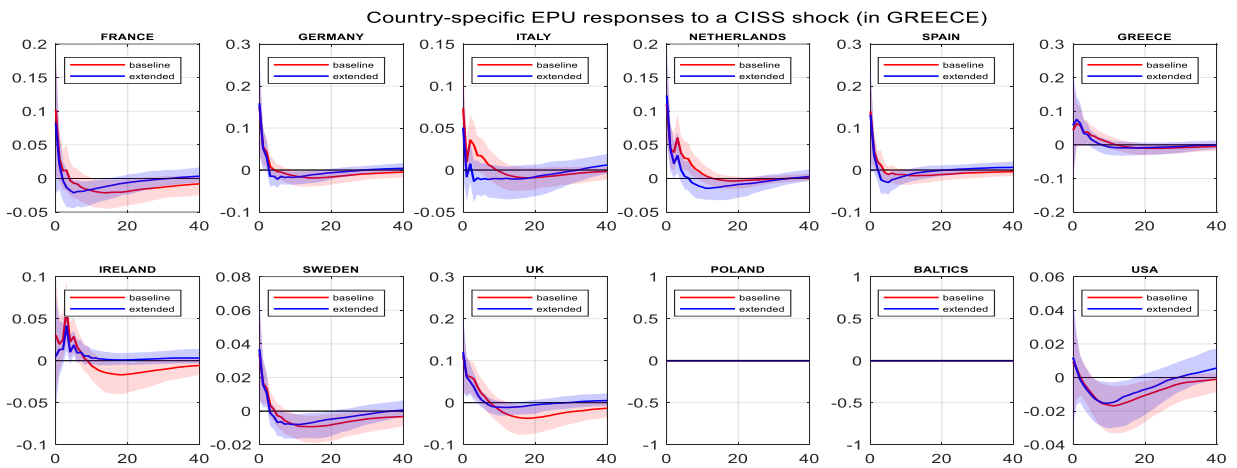 Country-specific EPU responses to a CISS shock (in GREECE)
FRANCE
0.2
0.15
0.1
0.05
0
-0.05
0 20 40
baseline
extended
GERMANY
0.3
0.2
0.1
0
-0.1
0 20 40
baseline
extended
ITALY
0.15
0.1
0.05
0
-0.05
0 20 40
baseline
extended
NETHERLANDS
0.2
0.15
0.1
0.05
0
-0.05
0 20 40
baseline
extended
SPAIN
0.3
0.2
0.1
0
-0.1
0 20 40
baseline
extended
GREECE
0.3
0.2
0.1
0
-0.1
-0.2
0 20 40
baseline
extended
IRELAND
0.1
0.05
0
-0.05
-0.1
0 20 40
baseline
extended
SWEDEN
0.08
0.06
0.04
0.02
0
-0.02
0 20 40
baseline
extended
UK
0.3
0.2
0.1
0
-0.1
0 20 40
baseline
extended
POLAND
1
0.5
0
-0.5
-1
0 20 40
baseline
extended
BALTICS
1
0.5
0
-0.5
-1
0 20 40
baseline
extended
USA
0.06
0.04
0.02
0
-0.02
-0.04
0 20 40
baseline
extended